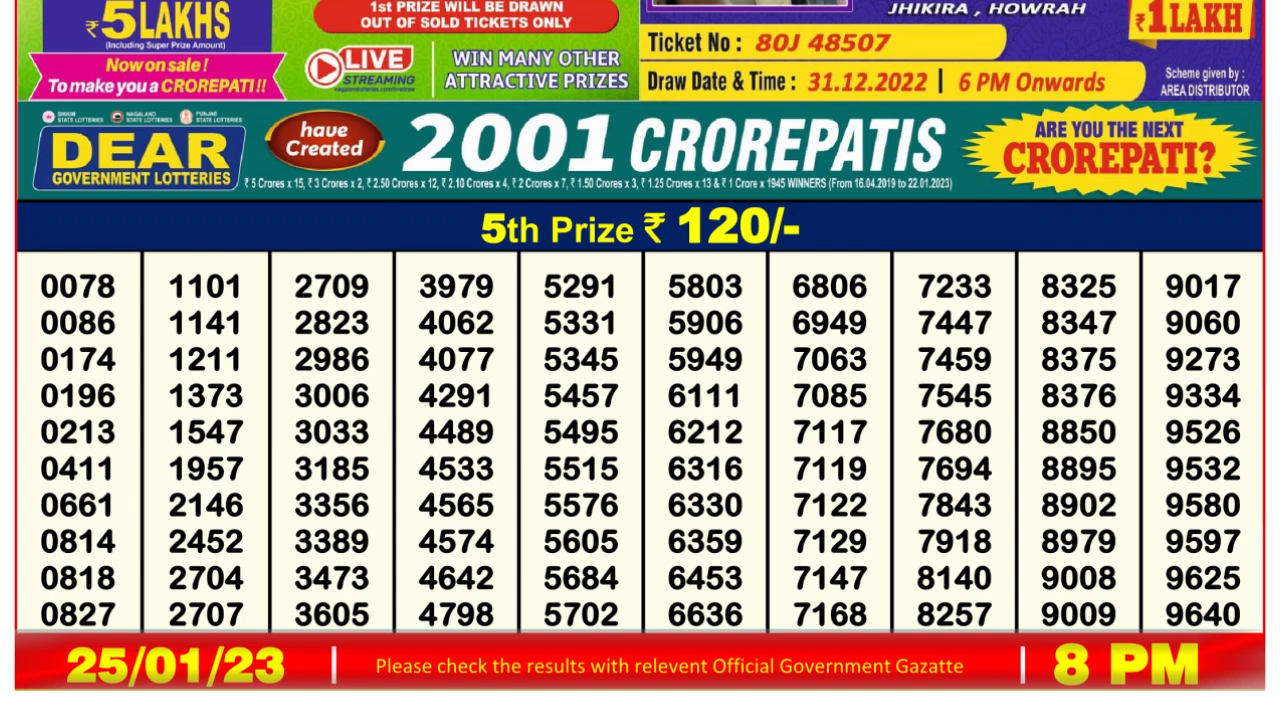 ₹5 LAKHS
(Including Super Prize Amount)
Now on sale !
To make you a CROREPATI !!
1st PRIZE WILL BE DRAWN
OUT OF SOLD TICKETS ONLY
LIVE
STREAMING
WIN MANY OTHER
ATTRACTIVE PRIZES
JHIKIRA , HOWRAH
Ticket No : 80J 48507
Draw Date & Time : 31.12.2022 | 6 PM Onwards
₹1 LAKH
Scheme given by :
AREA DISTRIBUTOR
SIKKIM STATE LOTTERIES NAGALAND STATE LOTTERIES PUNJAB STATE LOTTERIES
DEAR
GOVERNMENT LOTTERIES
have
Created
2001 CROREPATIS
₹ 5 Crores x 15, ₹ 3 Crores x 2, ₹ 2.50 Crores x 12, ₹ 2.10 Crores x 4, ₹ 2 Crores x 7, ₹ 1.50 Crores x 3, ₹ 1.25 Crores x 13 & ₹ 1 Crore x 1945 WINNERS (From 16.04.2019 to 22.01.2023)
ARE YOU THE NEXT
CROREPATI?
5th Prize ₹ 120/-
0078 1101 2709 3979 5291 5803 6806 7233 8325 9017
0086 1141 2823 4062 5331 5906 6949 7447 8347 9060
0174 1211 2986 4077 5345 5949 7063 7459 8375 9273
0196 1373 3006 4291 5457 6111 7085 7545 8376 9334
0213 1547 3033 4489 5495 6212 7117 7680 8850 9526
0411 1957 3185 4533 5515 6316 7119 7694 8895 9532
0661 2146 3356 4565 5576 6330 7122 7843 8902 9580
0814 2452 3389 4574 5605 6359 7129 7918 8979 9597
0818 2704 3473 4642 5684 6453 7147 8140 9008 9625
0827 2707 3605 4798 5702 6636 7168 8257 9009 9640
25/01/23 | Please check the results with relevent Official Government Gazatte | 8 PM